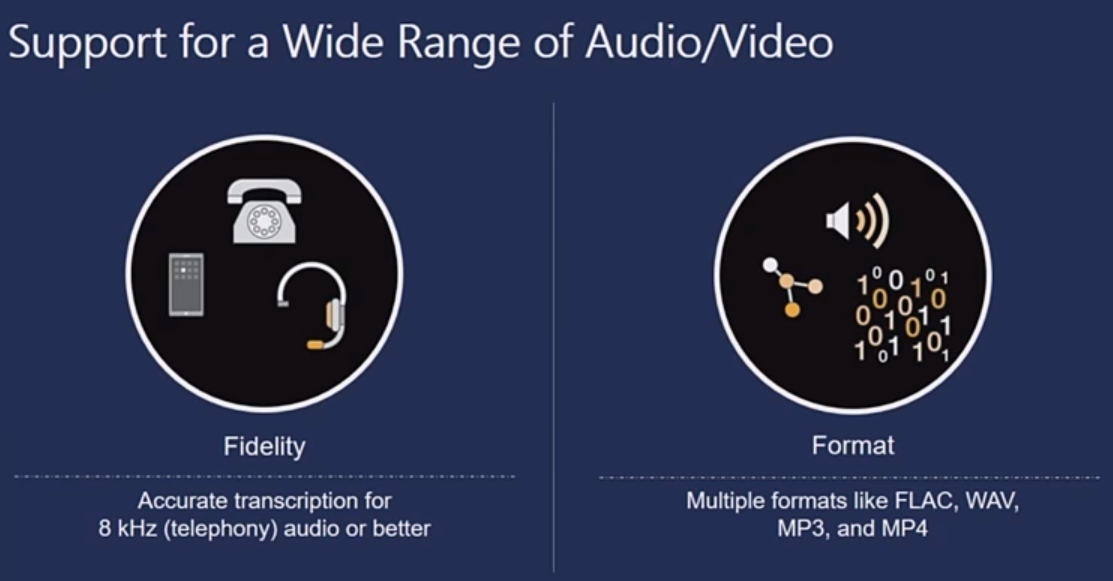 Support for a Wide Range of Audio/Video
Fidelity
Accurate transcription for
8 kHz (telephony) audio or better
Format
Multiple formats like FLAC, WAV,
MP3, and MP4